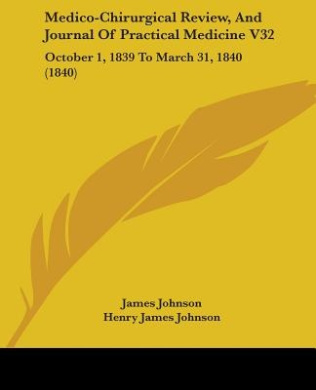 Medico-Chirurgical Review, And
Journal Of Practical Medicine V32
October 1, 1839 To March 31, 1840
(1840)
James Johnson
Henry James Johnson